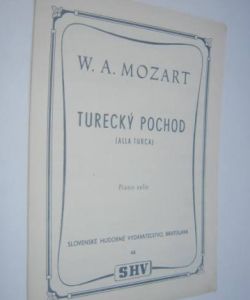 W. A. MOZART
TURECKÝ POCHOD
(ALLA TURCA)
Piano solo
SLOVENSKÉ HUDOBNÉ VYDAVATEĽSTVO, BRATISLAVA
SHV